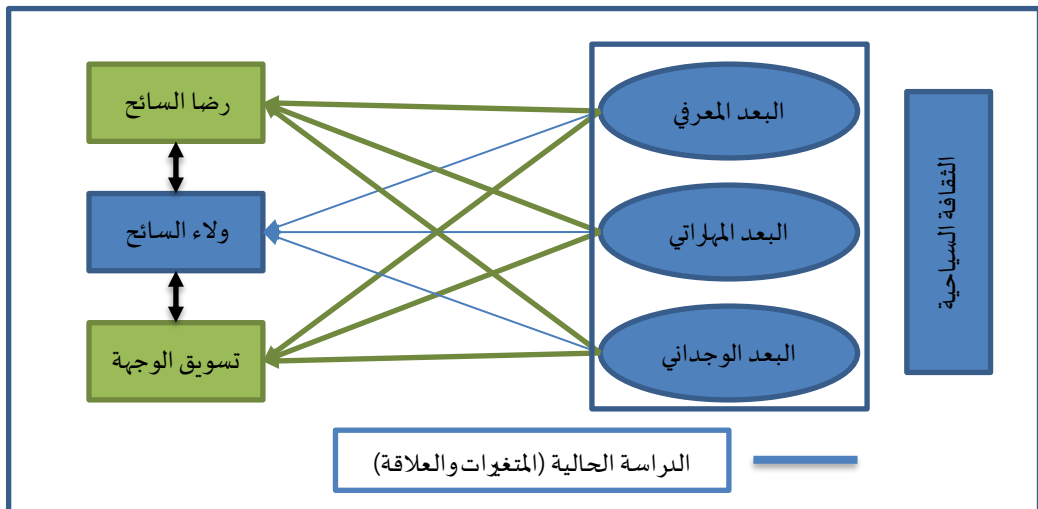 الثقافة السياحية
البعد المعرفي
البعد المهاراتي
البعد الوجداني
رضا السائح
ولاء السائح
تسويق الوجهة
الدراسة الحالية (المتغيرات والعلاقة)